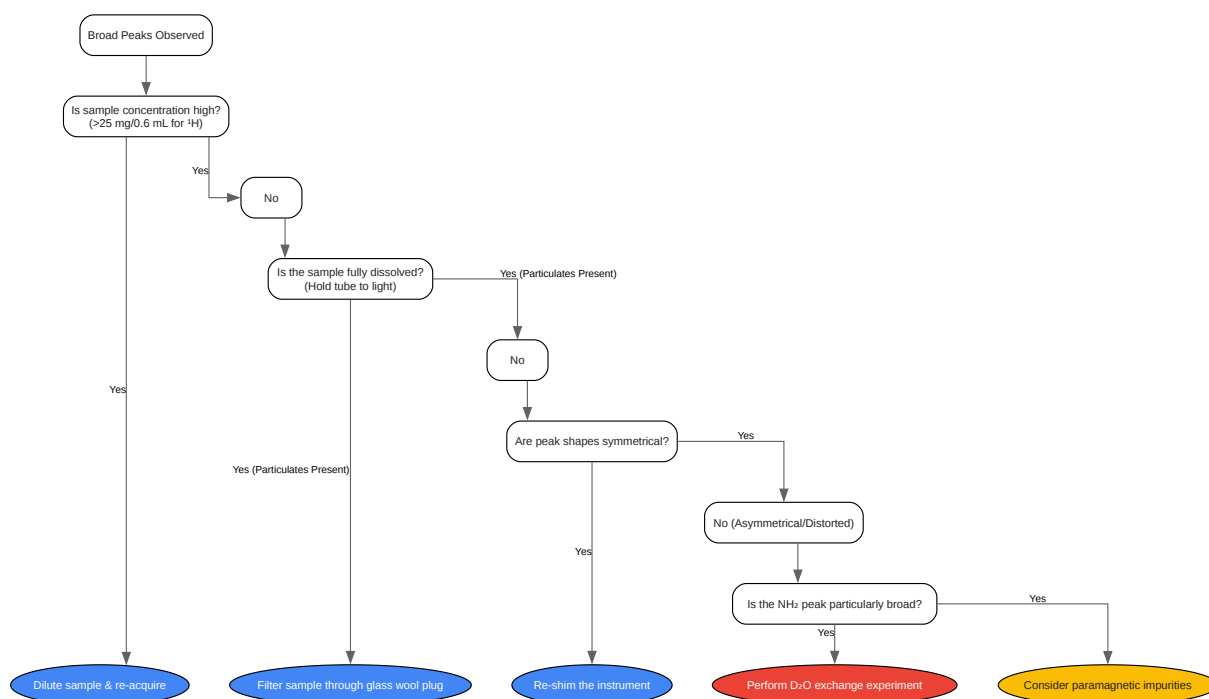 Broad Peaks Observed
Is sample concentration high?
(>25 mg/0.6 mL for ¹H)
Yes
No
Is the sample fully dissolved?
(Hold tube to light)
Yes (Particulates Present)
No
Yes
Are peak shapes symmetrical?
Yes
Yes (Particulates Present)
No (Asymmetrical/Distorted)
Yes
Is the NH₂ peak particularly broad?
Yes
Yes
Dilute sample & re-acquire
Filter sample through glass wool plug
Re-shim the instrument
Perform D₂O exchange experiment
Consider paramagnetic impurities